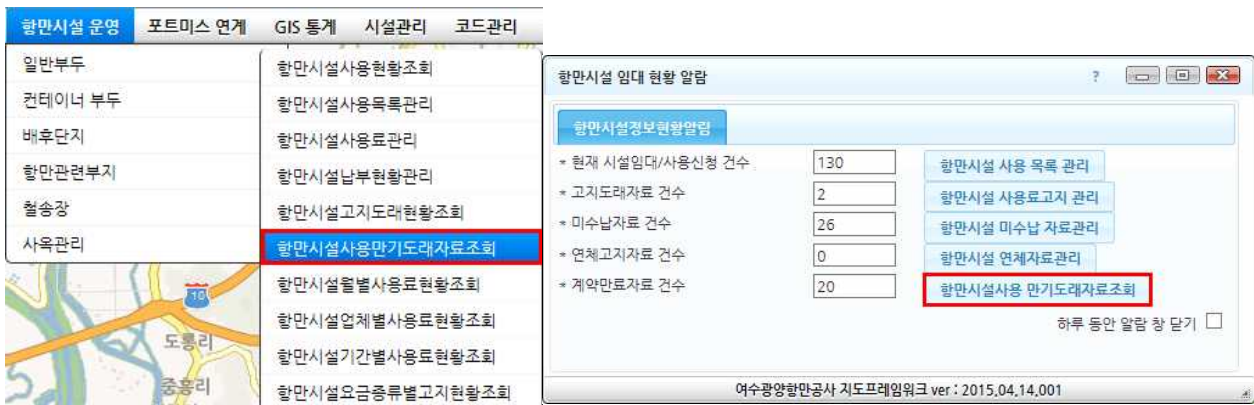 항만시설 운영 포트미스 연계 GIS 통계 시설관리 코드관리
일반부두
컨테이너 부두
배후단지
항만관련부지
철송장
사옥관리
항만시설사용현황조회
항만시설사용목록관리
항만시설사용료관리
항만시설납부현황관리
항만시설고지도래현황조회
항만시설사용만기도래자료조회
항만시설월별사용료현황조회
항만시설업체별사용료현황조회
항만시설기간별사용료현황조회
항만시설요금종류별고지현황조회
10
도롱리
중흥리
항만시설 임대 현황 알람 ?
항만시설정보현황알림
* 현재 시설임대/사용신청 건수 130 항만시설 사용 목록 관리
* 고지도래자료 건수 2 항만시설 사용료고지 관리
* 미수납자료 건수 26 항만시설 미수납 자료관리
* 연체고지자료 건수 0 항만시설 연체자료관리
* 계약만료자료 건수 20 항만시설사용 만기도래자료조회
하루 동안 알람 창 닫기
여수광양항만공사 지도프레임워크 ver : 2015.04.14.001